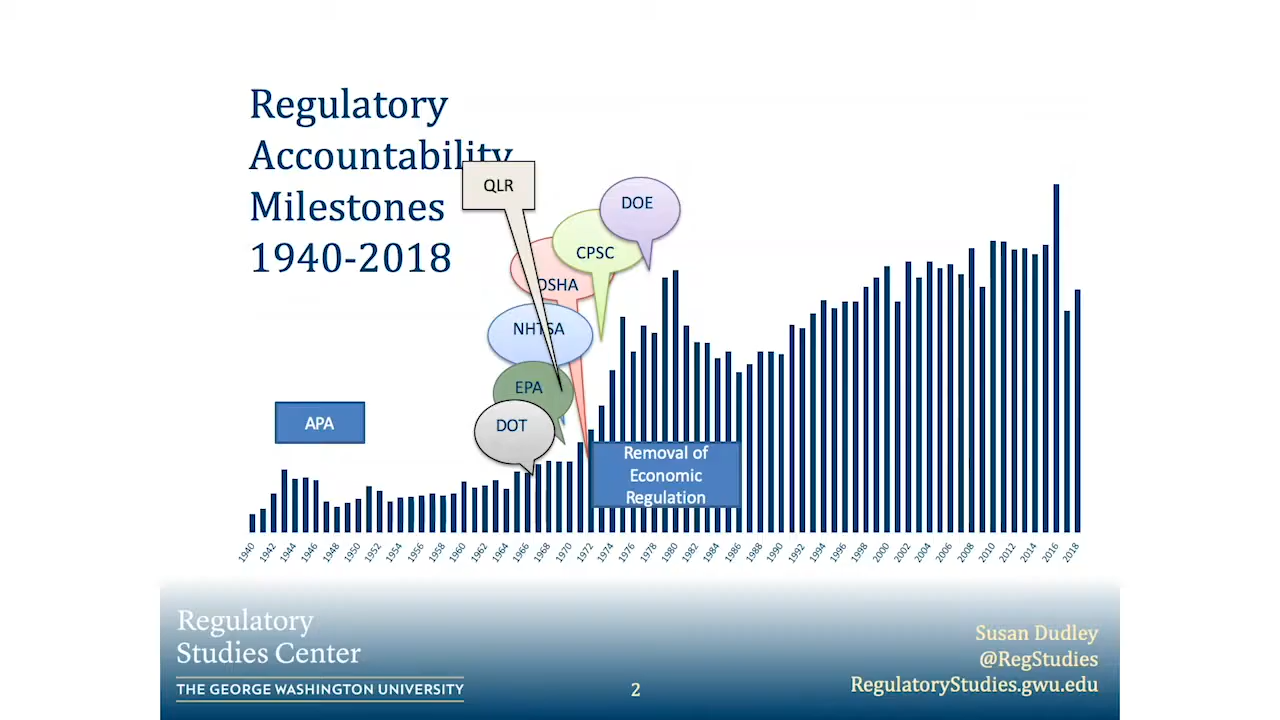 Regulatory
Accountability
Milestones
1940-2018
QLR
DOE
CPSC
OSHA
NHTSA
EPA
DOT
APA
Removal of
Economic
Regulation
1940
1942
1944
1946
1948
1950
1952
1954
1956
1958
1960
1962
1964
1966
1968
1970
1972
1974
1976
1978
1980
1982
1984
1986
1988
1990
1992
1994
1996
1998
2000
2002
2004
2006
2008
2010
2012
2014
2016
2018
Regulatory
Studies Center
THE GEORGE WASHINGTON UNIVERSITY
2
Susan Dudley
@RegStudies
RegulatoryStudies.gwu.edu